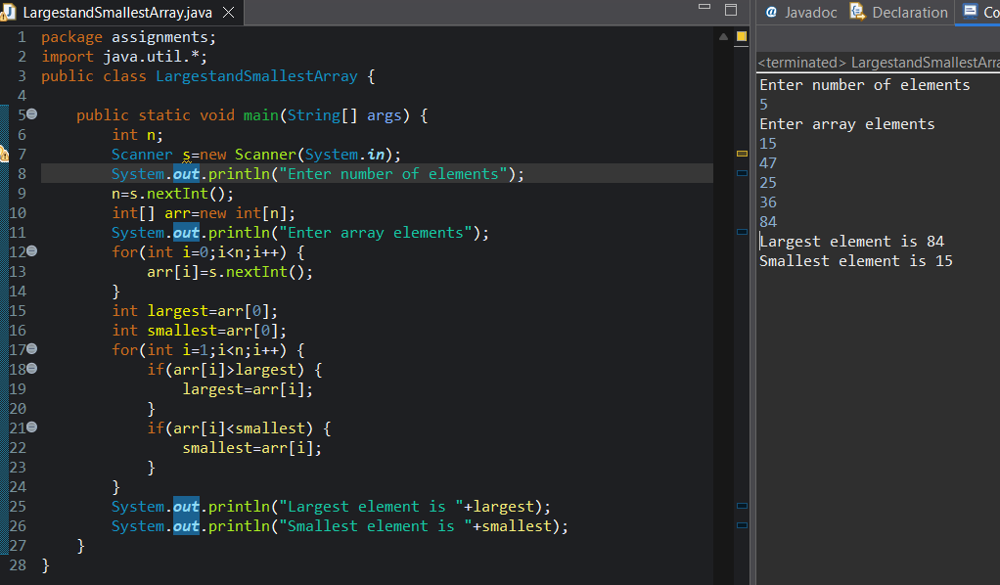 LargestandSmallestArray.java
1 package assignments;
2 import java.util.*;
3 public class LargestandSmallestArray {
4
5 public static void main(String[] args) {
6 int n;
7 Scanner s=new Scanner(System.in);
8 System.out.println("Enter number of elements");
9 n=s.nextInt();
10 int[] arr=new int[n];
11 System.out.println("Enter array elements");
12 for(int i=0;i<n;i++) {
13 arr[i]=s.nextInt();
14 }
15 int largest=arr[0];
16 int smallest=arr[0];
17 for(int i=1;i<n;i++) {
18 if(arr[i]>largest) {
19 largest=arr[i];
20 }
21 if(arr[i]<smallest) {
22 smallest=arr[i];
23 }
24 }
25 System.out.println("Largest element is "+largest);
26 System.out.println("Smallest element is "+smallest);
27 }
28 }
@ Javadoc Declaration Co
<terminated> LargestandSmallestArra
Enter number of elements
5
Enter array elements
15
47
25
36
84
Largest element is 84
Smallest element is 15